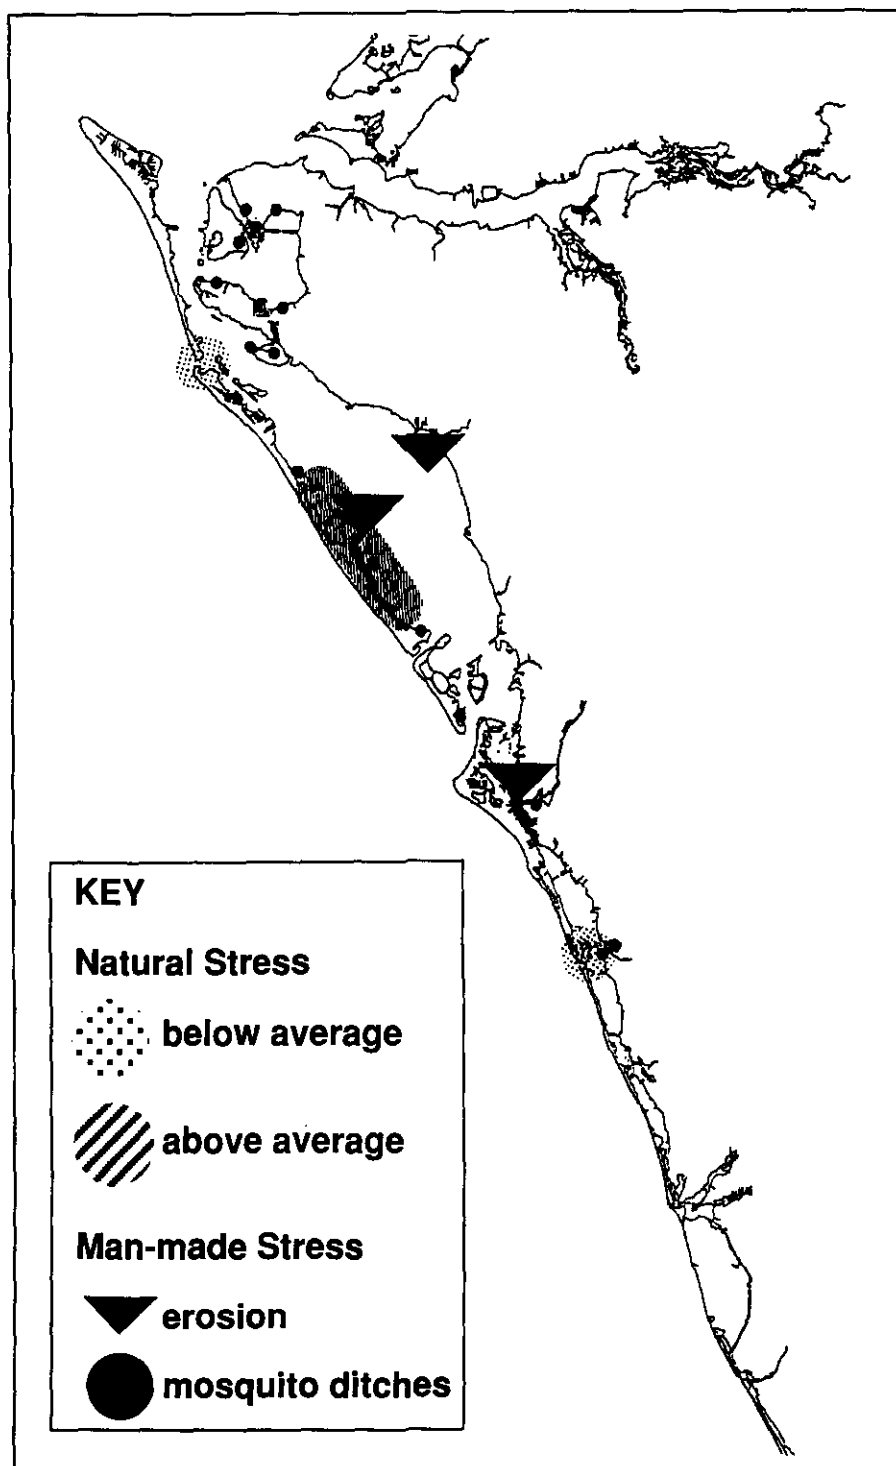 KEY
Natural Stress
below average
above average
Man-made Stress
erosion
mosquito ditches